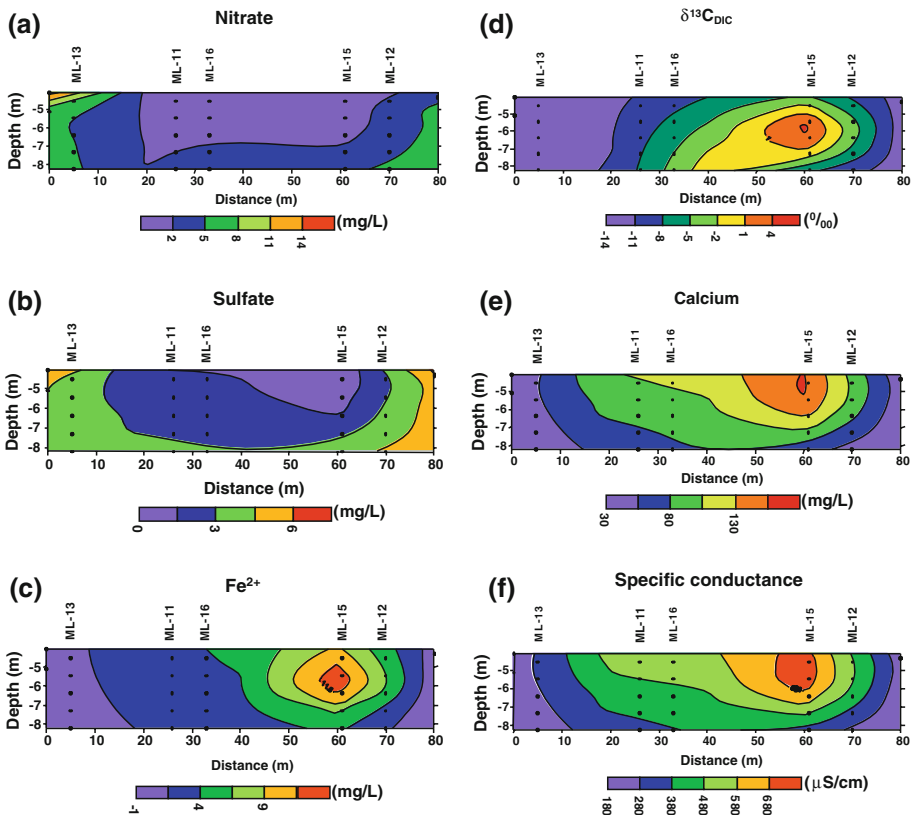 (a)
Nitrate
ML-13
ML-11
ML-16
ML-15
ML-12
Depth (m)
-5
-6
-7
-8
0 10 20 30 40 50 60 70 80
Distance (m)
2 5 8 11 14
(mg/L)
(b)
Sulfate
ML-13
ML-11
ML-16
ML-15
ML-12
Depth (m)
-5
-6
-7
-8
0 10 20 30 40 50 60 70 80
Distance (m)
0 3 6
(mg/L)
(c)
Fe²⁺
ML-13
ML-11
ML-16
ML-15
ML-12
Depth (m)
-5
-6
-7
-8
0 10 20 30 40 50 60 70 80
Distance (m)
-1 4 9
(mg/L)
(d)
δ¹³C_DIC
ML-13
ML-11
ML-16
ML-15
ML-12
Depth (m)
-5
-6
-7
-8
0 10 20 30 40 50 60 70 80
Distance (m)
-14 -11 -8 -5 -2 1 4
(⁰/₀₀)
(e)
Calcium
ML-13
ML-11
ML-16
ML-15
ML-12
Depth (m)
-5
-6
-7
-8
0 10 20 30 40 50 60 70 80
Distance (m)
30 80 130
(mg/L)
(f)
Specific conductance
ML-13
ML-11
ML-16
ML-15
ML-12
Depth (m)
-5
-6
-7
-8
0 10 20 30 40 50 60 70 80
Distance (m)
180 280 380 480 580 680
(μS/cm)